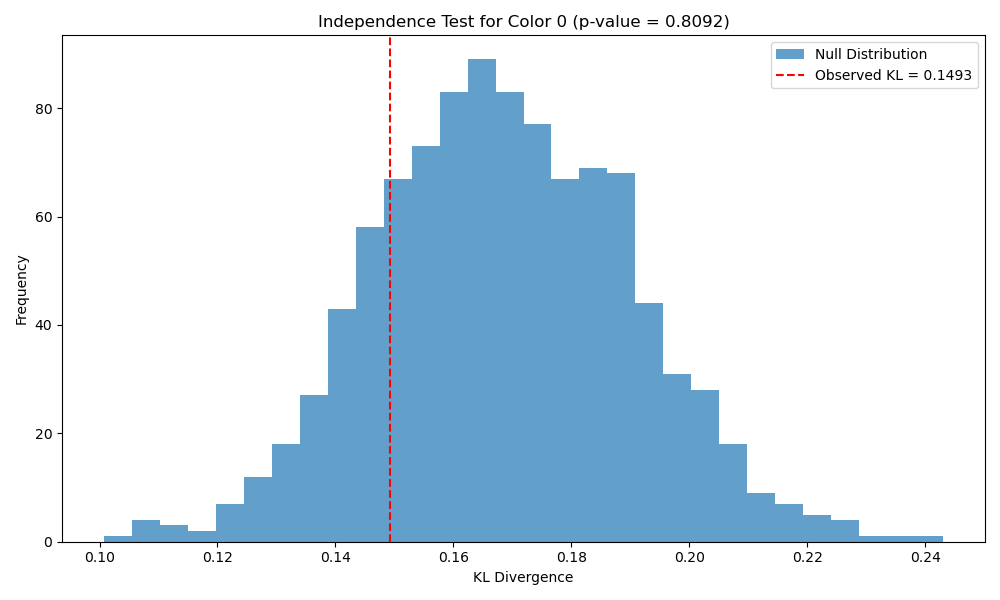 Independence Test for Color 0 (p-value = 0.8092)
Null Distribution
Observed KL = 0.1493
Frequency
80
60
40
20
0
0.10 0.12 0.14 0.16 0.18 0.20 0.22 0.24
KL Divergence